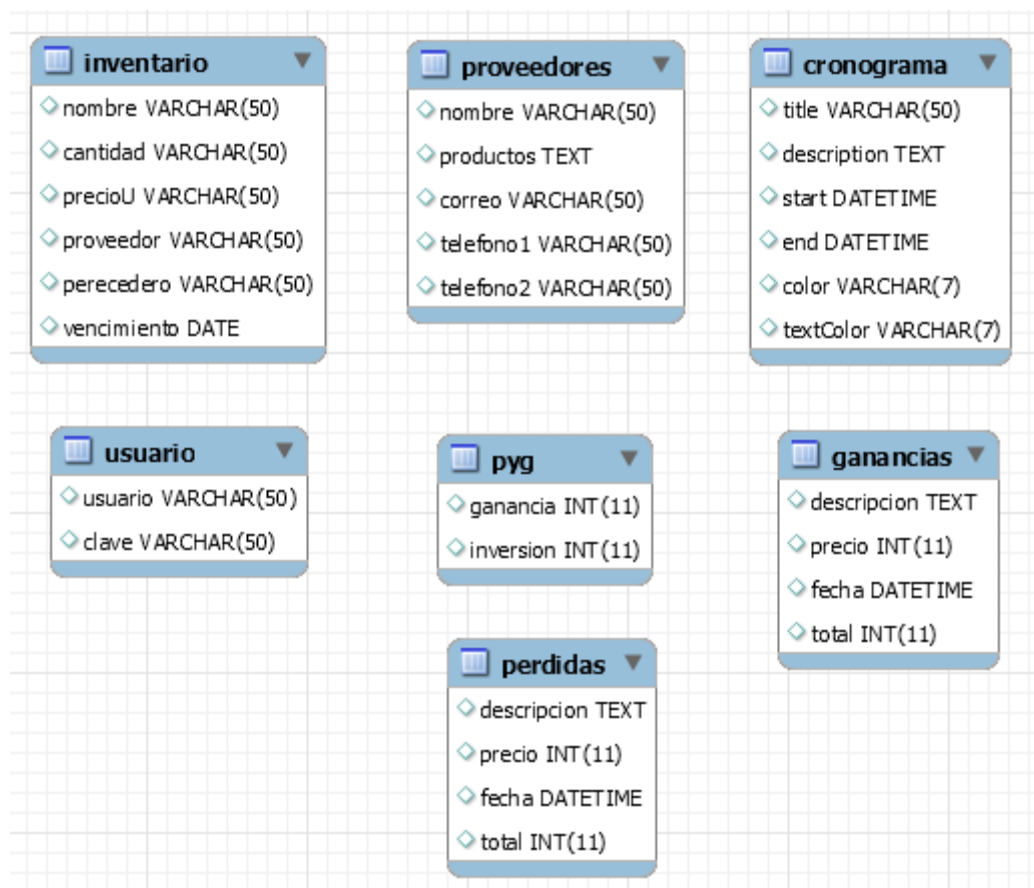 inventario
nombre VARCHAR(50)
cantidad VARCHAR(50)
precioU VARCHAR(50)
proveedor VARCHAR(50)
perecedero VARCHAR(50)
vencimiento DATE
proveedores
nombre VARCHAR(50)
productos TEXT
correo VARCHAR(50)
telefono1 VARCHAR(50)
telefono2 VARCHAR(50)
cronograma
title VARCHAR(50)
description TEXT
start DATETIME
end DATETIME
color VARCHAR(7)
textColor VARCHAR(7)
usuario
usuario VARCHAR(50)
clave VARCHAR(50)
pyg
ganancia INT(11)
inversion INT(11)
ganancias
descripcion TEXT
precio INT(11)
fecha DATETIME
total INT(11)
perdidas
descripcion TEXT
precio INT(11)
fecha DATETIME
total INT(11)